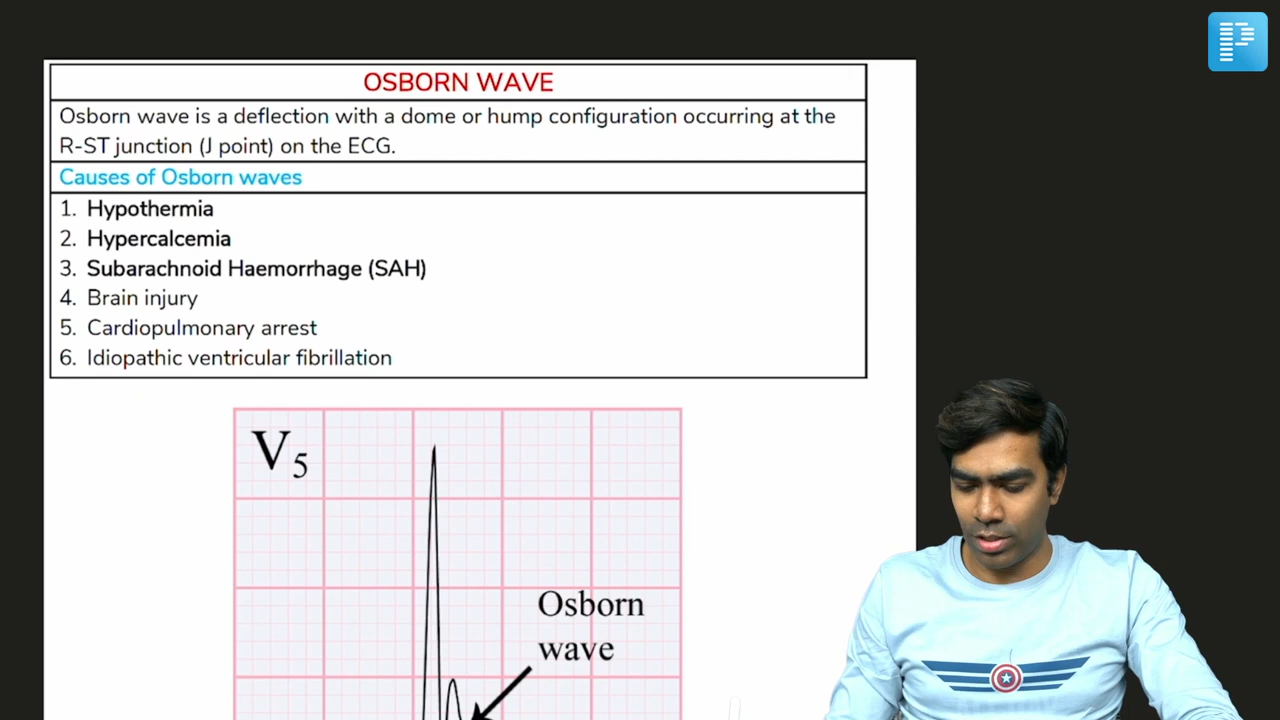 OSBORN WAVE
Osborn wave is a deflection with a dome or hump configuration occurring at the
R-ST junction (J point) on the ECG.
Causes of Osborn waves
1. Hypothermia
2. Hypercalcemia
3. Subarachnoid Haemorrhage (SAH)
4. Brain injury
5. Cardiopulmonary arrest
6. Idiopathic ventricular fibrillation
V5
Osborn
wave